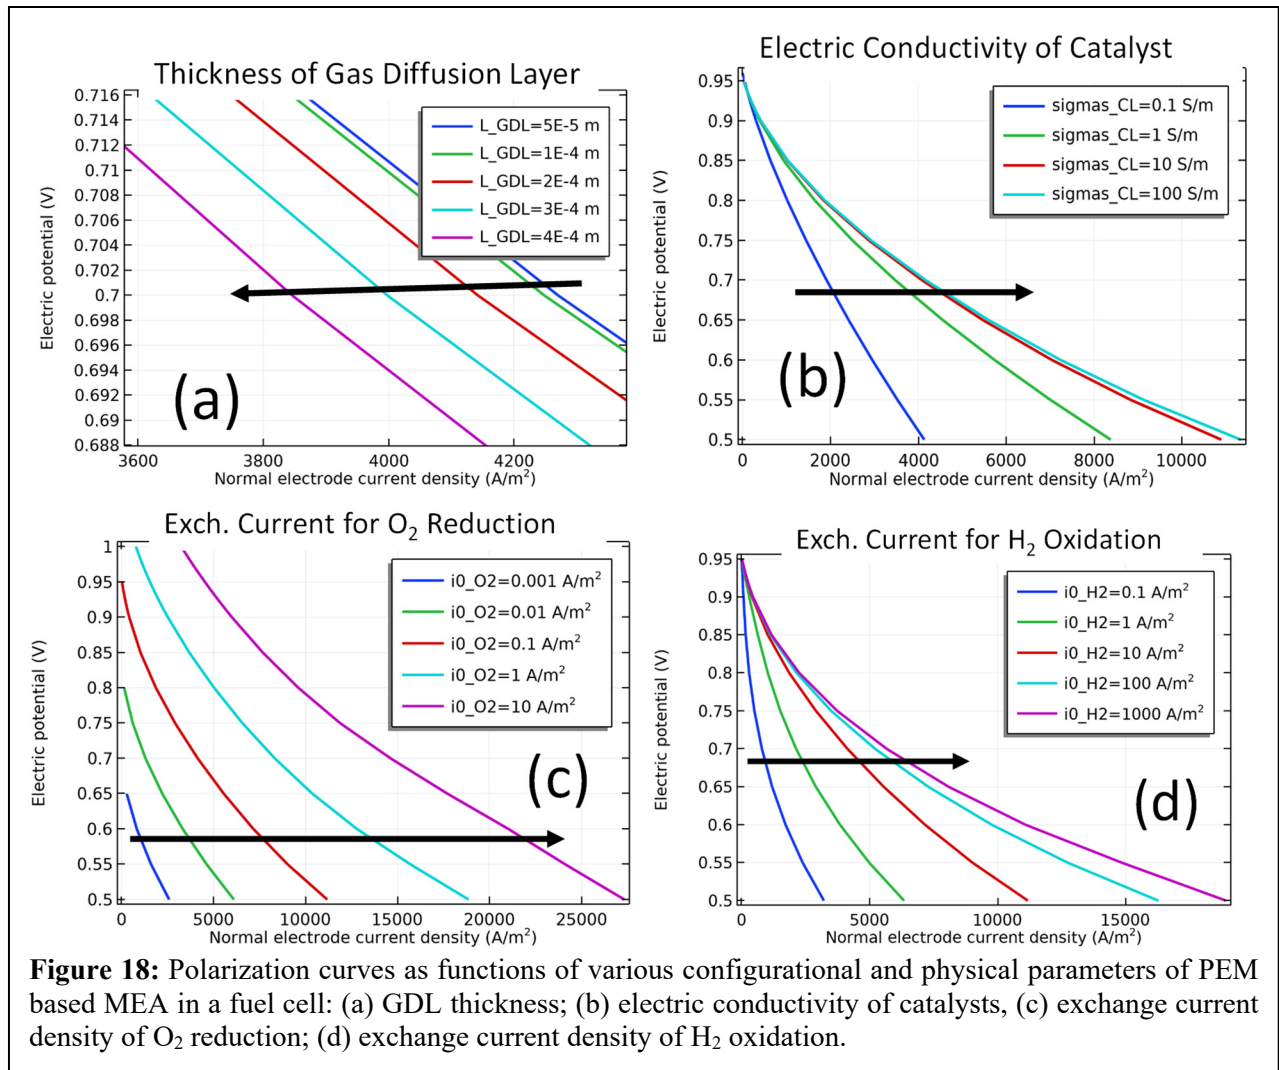 Thickness of Gas Diffusion Layer
0.716
0.714
0.712
0.71
0.708
0.706
0.704
0.702
0.7
0.698
0.696
0.694
0.692
0.69
0.688
Electric potential (V)
L_GDL=5E-5 m
L_GDL=1E-4 m
L_GDL=2E-4 m
L_GDL=3E-4 m
L_GDL=4E-4 m
(a)
3600 3800 4000 4200
Normal electrode current density (A/m²)
Electric Conductivity of Catalyst
0.95
0.9
0.85
0.8
0.75
0.7
0.65
0.6
0.55
0.5
Electric potential (V)
sigmas_CL=0.1 S/m
sigmas_CL=1 S/m
sigmas_CL=10 S/m
sigmas_CL=100 S/m
(b)
0 2000 4000 6000 8000 10000
Normal electrode current density (A/m²)
Exch. Current for O₂ Reduction
1
0.95
0.9
0.85
0.8
0.75
0.7
0.65
0.6
0.55
0.5
Electric potential (V)
i0_O2=0.001 A/m²
i0_O2=0.01 A/m²
i0_O2=0.1 A/m²
i0_O2=1 A/m²
i0_O2=10 A/m²
(c)
0 5000 10000 15000 20000 25000
Normal electrode current density (A/m²)
Exch. Current for H₂ Oxidation
0.95
0.9
0.85
0.8
0.75
0.7
0.65
0.6
0.55
0.5
Electric potential (V)
i0_H2=0.1 A/m²
i0_H2=1 A/m²
i0_H2=10 A/m²
i0_H2=100 A/m²
i0_H2=1000 A/m²
(d)
0 5000 10000 15000
Normal electrode current density (A/m²)
Figure 18: Polarization curves as functions of various configurational and physical parameters of PEM
based MEA in a fuel cell: (a) GDL thickness; (b) electric conductivity of catalysts, (c) exchange current
density of O₂ reduction; (d) exchange current density of H₂ oxidation.